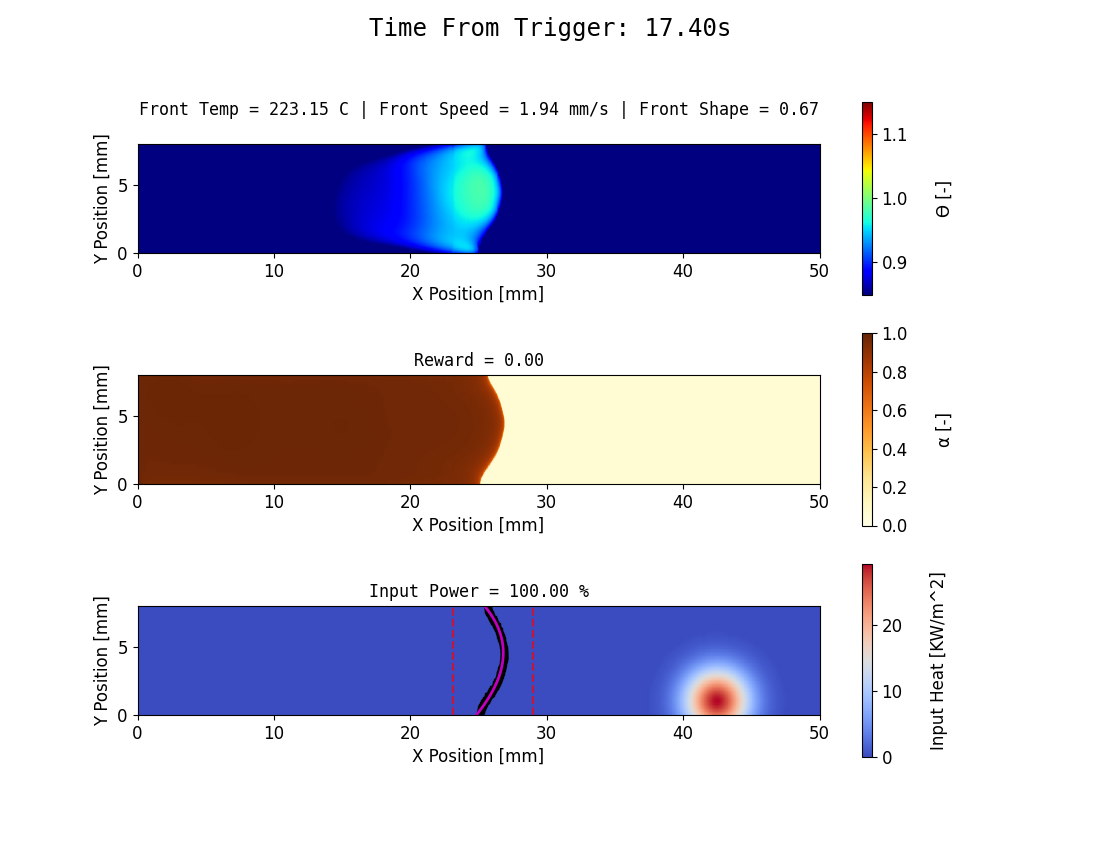 Time From Trigger: 17.40s
Front Temp = 223.15 C | Front Speed = 1.94 mm/s | Front Shape = 0.67
Y Position [mm]
5
0
0 10 20 30 40 50
X Position [mm]
1.1
1.0
0.9
Θ [-]
Reward = 0.00
Y Position [mm]
5
0
0 10 20 30 40 50
X Position [mm]
1.0
0.8
0.6
0.4
0.2
0.0
α [-]
Input Power = 100.00 %
Y Position [mm]
5
0
0 10 20 30 40 50
X Position [mm]
20
10
0
Input Heat [KW/m^2]